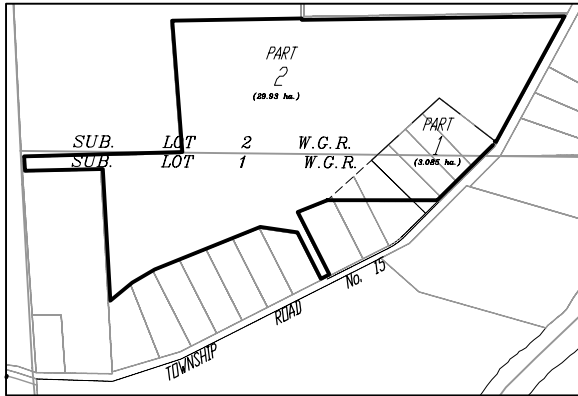 PART
2
(29.93 ha.)
PART
1
(3.085 ha.)
SUB. LOT 2 W.G.R.
SUB. LOT 1 W.G.R.
TOWNSHIP ROAD No. 15